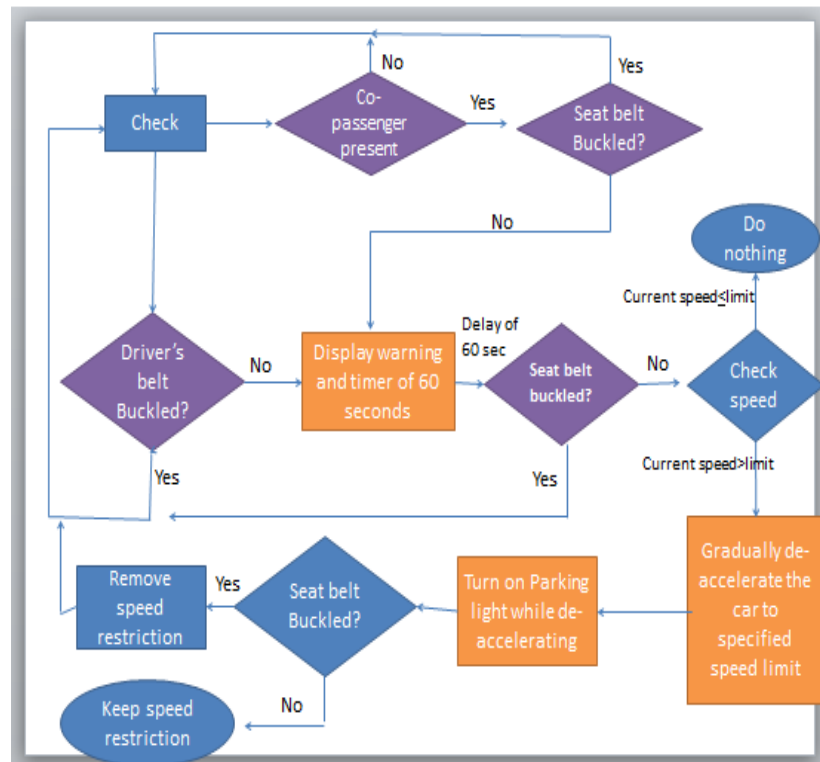 No
Yes
Check
Co-
passenger
present
Yes
Seat belt
Buckled?
No
Do
nothing
Current speed≤limit
Driver's
belt
Buckled?
No
Display warning
and timer of 60
seconds
Delay of
60 sec
Seat belt
buckled?
No
Check
speed
Yes
Yes
Current speed>limit
Gradually de-
accelerate the
car to
specified
speed limit
Turn on Parking
light while de-
accelerating
Seat belt
Buckled?
Yes
Remove
speed
restriction
No
Keep speed
restriction